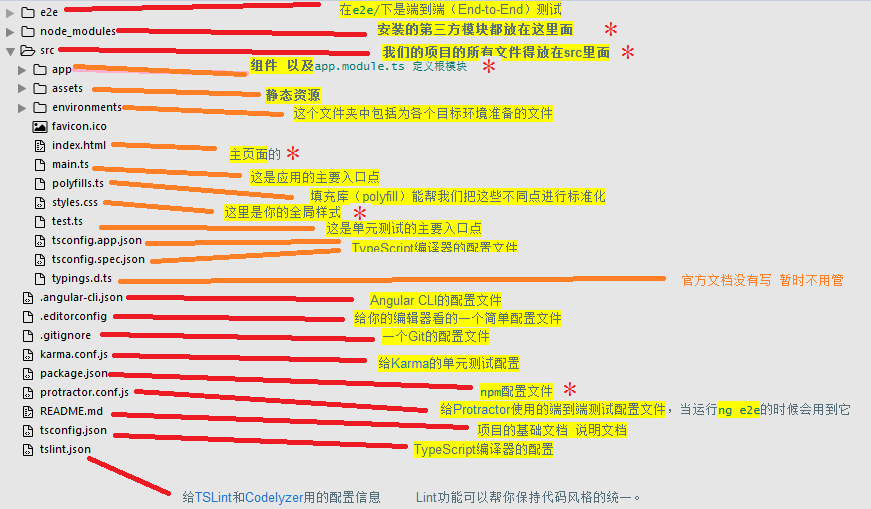 e2e 在e2e/下是端到端（End-to-End）测试
node_modules 安装的第三方模块都放在这里面 *
src 我们的项目的所有文件得放在src里面 *
app 组件 以及app.module.ts 定义根模块 *
assets 静态资源
environments 这个文件夹中包括为各个目标环境准备的文件
favicon.ico
index.html 主页面的 *
main.ts 这是应用的主要入口点
polyfills.ts 填充库（polyfill）能帮我们把这些不同点进行标准化
styles.css 这里是你的全局样式 *
test.ts 这是单元测试的主要入口点
tsconfig.app.json TypeScript编译器的配置文件
tsconfig.spec.json
typings.d.ts 官方文档没有写 暂时不用管
.angular-cli.json Angular CLI的配置文件
.editorconfig 给你的编辑器看的一个简单配置文件
.gitignore 一个Git的配置文件
karma.conf.js 给Karma的单元测试配置
package.json npm配置文件 *
protractor.conf.js 给Protractor使用的端到端测试配置文件，当运行ng e2e的时候会用到它
README.md 项目的基础文档 说明文档
tsconfig.json TypeScript编译器的配置
tslint.json
给TSLint和Codelyzer用的配置信息 Lint功能可以帮你保持代码风格的统一。